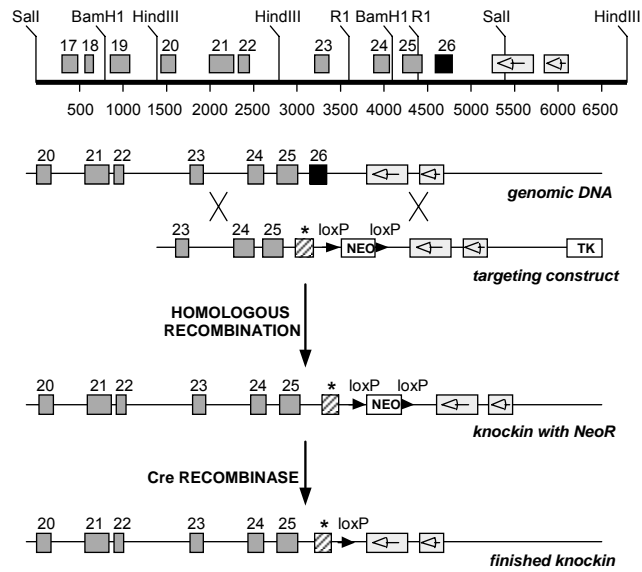 SalI BamH1 HindIII HindIII R1 BamH1 R1 SalI HindIII
17 18 19 20 21 22 23 24 25 26
500 1000 1500 2000 2500 3000 3500 4000 4500 5000 5500 6000 6500
20 21 22 23 24 25 26
genomic DNA
23 24 25 * loxP loxP
NEO TK
targeting construct
HOMOLOGOUS
RECOMBINATION
20 21 22 23 24 25 * loxP loxP
NEO
knockin with NeoR
Cre RECOMBINASE
20 21 22 23 24 25 * loxP
finished knockin